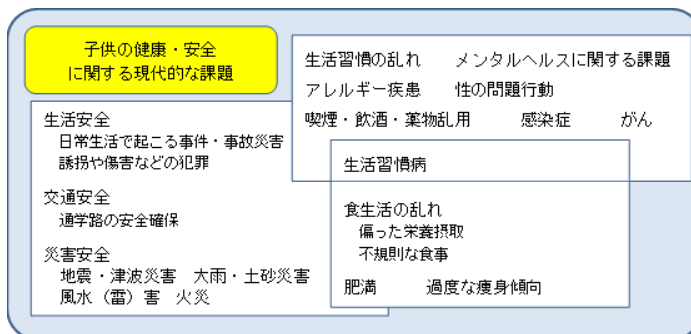 子供の健康・安全
に関する現代的な課題
生活習慣の乱れ　メンタルヘルスに関する課題
アレルギー疾患　性の問題行動
喫煙・飲酒・薬物乱用　感染症　がん
生活安全
日常生活で起こる事件・事故災害
誘拐や傷害などの犯罪
交通安全
通学路の安全確保
災害安全
地震・津波災害　大雨・土砂災害
風水（雷）害　火災
生活習慣病
食生活の乱れ
偏った栄養摂取
不規則な食事
肥満　過度な痩身傾向